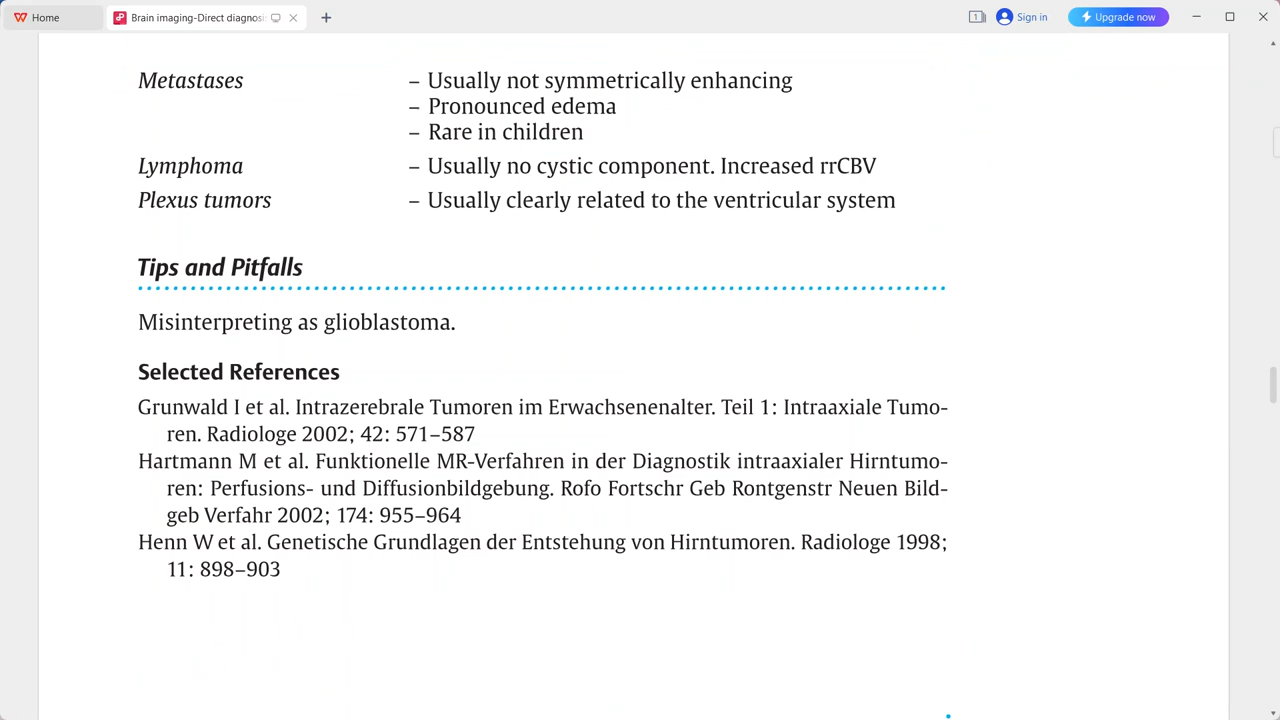 Home
Brain imaging-Direct diagnosi
1
Sign in
Upgrade now
Metastases – Usually not symmetrically enhancing
– Pronounced edema
– Rare in children
Lymphoma – Usually no cystic component. Increased rrCBV
Plexus tumors – Usually clearly related to the ventricular system
Tips and Pitfalls
Misinterpreting as glioblastoma.
Selected References
Grunwald I et al. Intrazerebrale Tumoren im Erwachsenenalter. Teil 1: Intraaxiale Tumo-
ren. Radiologe 2002; 42: 571–587
Hartmann M et al. Funktionelle MR-Verfahren in der Diagnostik intraaxialer Hirntumo-
ren: Perfusions- und Diffusionbildgebung. Rofo Fortschr Geb Rontgenstr Neuen Bild-
geb Verfahr 2002; 174: 955–964
Henn W et al. Genetische Grundlagen der Entstehung von Hirntumoren. Radiologe 1998;
11: 898–903